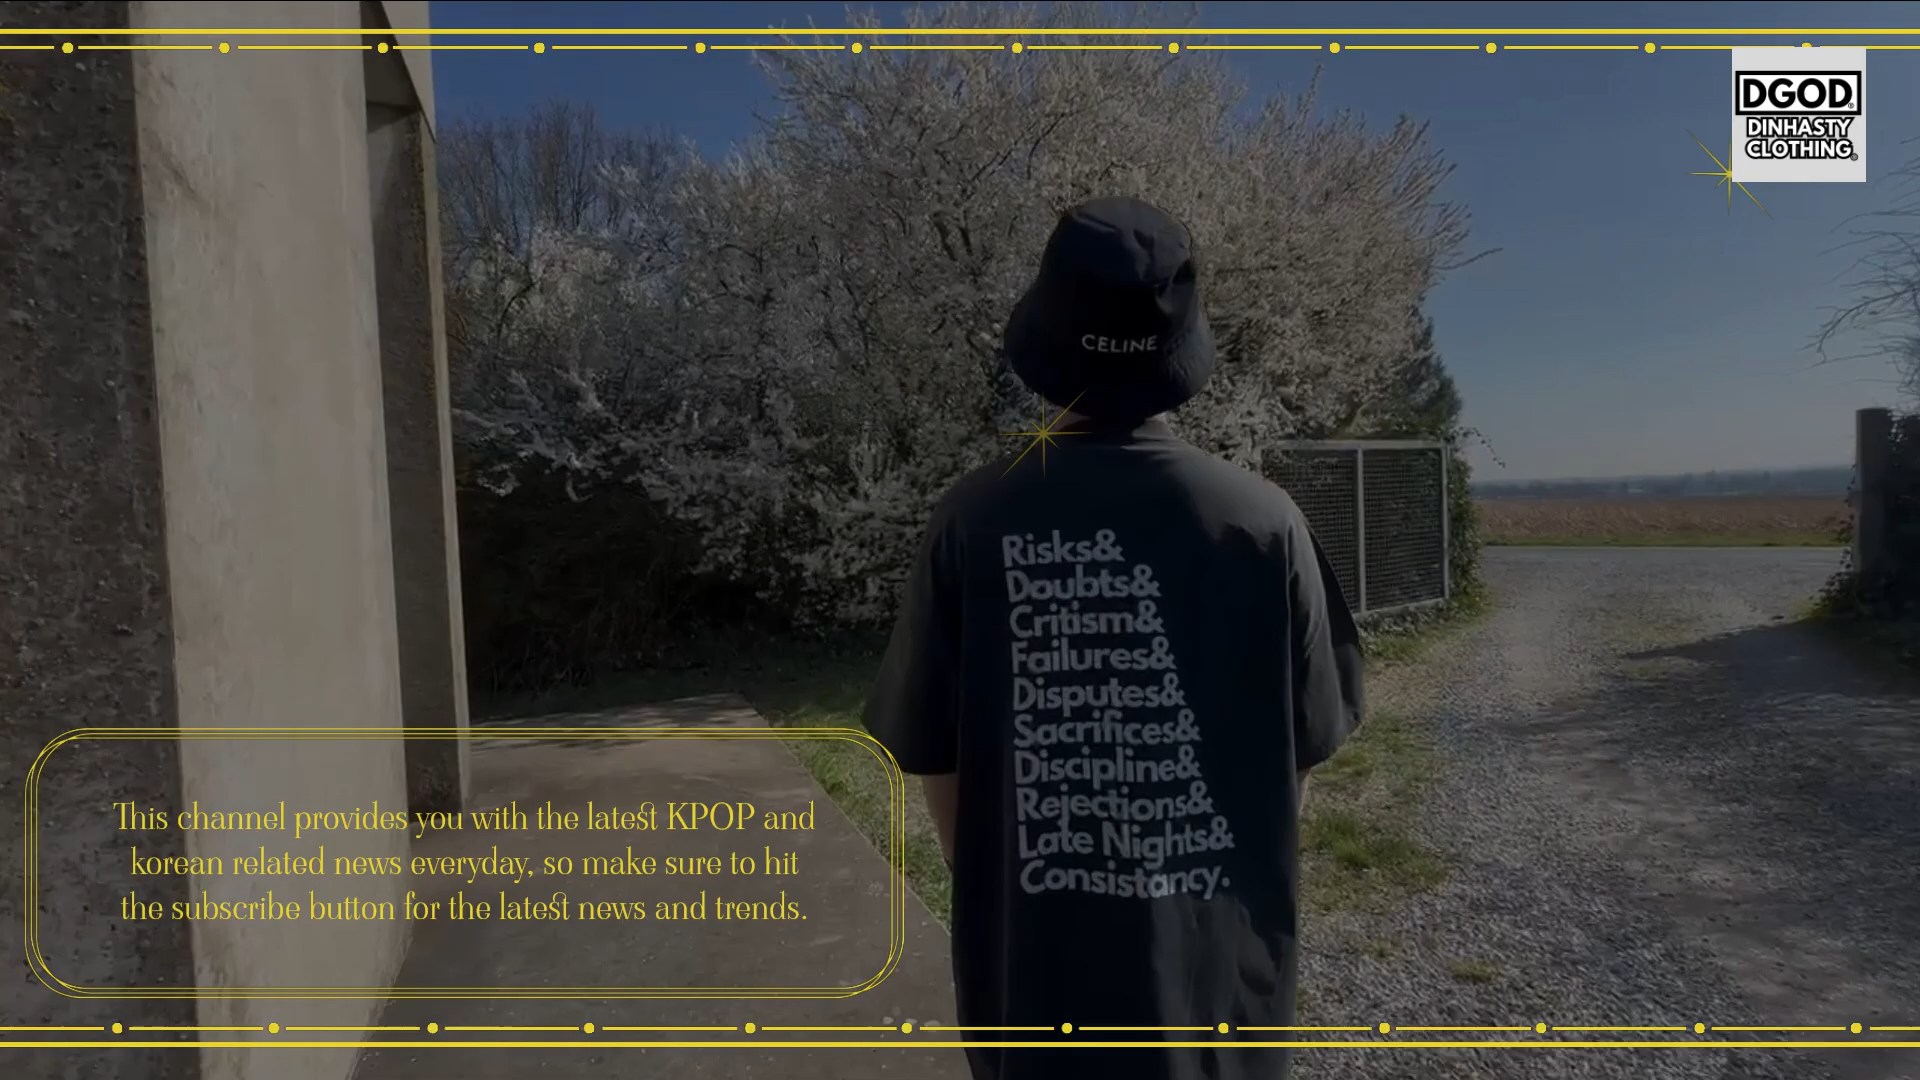 DGOD
DINHASTY
CLOTHING
CELINE
Risks&
Doubts&
Critism&
Failures&
Disputes&
Sacrifices&
Discipline&
Rejections&
Late Nights&
Consistancy.
This channel provides you with the latest KPOP and
korean related news everyday, so make sure to hit
the subscribe button for the latest news and trends.